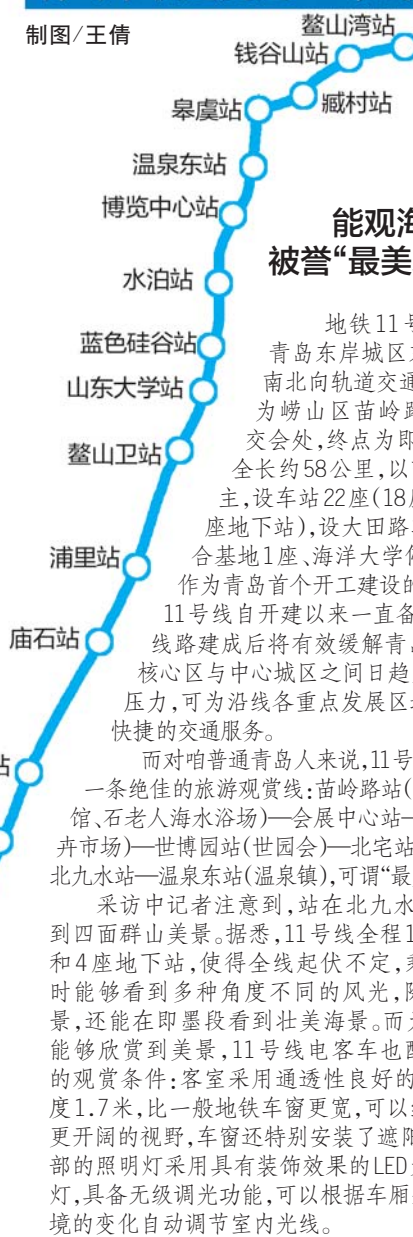 制图/王倩
鳌山湾站
钱谷山站
臧村站
皋虞站
温泉东站
博览中心站
水泊站
蓝色硅谷站
山东大学站
鳌山卫站
浦里站
庙石站
站
能观海
被誉“最美
地铁11号
青岛东岸城区
南北向轨道交通
为崂山区苗岭路
交会处,终点为即
全长约58公里,以
主,设车站22座(18座
座地下站),设大田路
合基地1座、海洋大学停
作为青岛首个开工建设的
11号线自开建以来一直备
线路建成后将有效缓解青岛
核心区与中心城区之间日趋
压力,可为沿线各重点发展区
快捷的交通服务。
而对咱普通青岛人来说,11号
一条绝佳的旅游观赏线:苗岭路站(
馆、石老人海水浴场)—会展中心站—
卉市场)—世博园站(世园会)—北宅站
北九水站—温泉东站(温泉镇),可谓“最
采访中记者注意到,站在北九水
到四面群山美景。据悉,11号线全程1
和4座地下站,使得全线起伏不定,乘
时能够看到多种角度不同的风光,除
景,还能在即墨段看到壮美海景。而为
能够欣赏到美景,11号线电客车也配
的观赏条件:客室采用通透性良好的
度1.7米,比一般地铁车窗更宽,可以给
更开阔的视野,车窗还特别安装了遮阳
部的照明灯采用具有装饰效果的LED
灯,具备无级调光功能,可以根据车厢
境的变化自动调节室内光线。